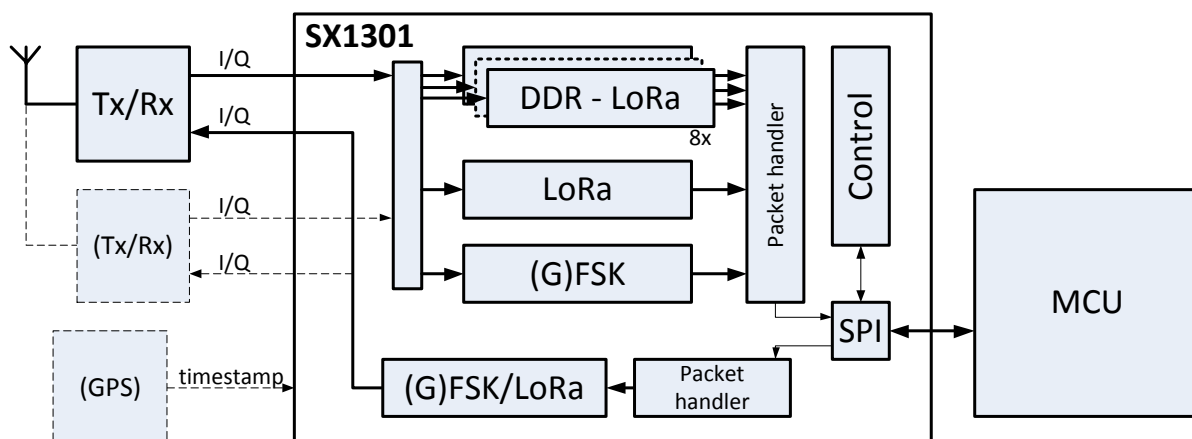 SX1301
I/Q
Tx/Rx
I/Q
DDR - LoRa
8x
LoRa
(G)FSK
Packet handler
Control
I/Q
(Tx/Rx)
I/Q
MCU
SPI
(GPS)
timestamp
(G)FSK/LoRa
Packet
handler